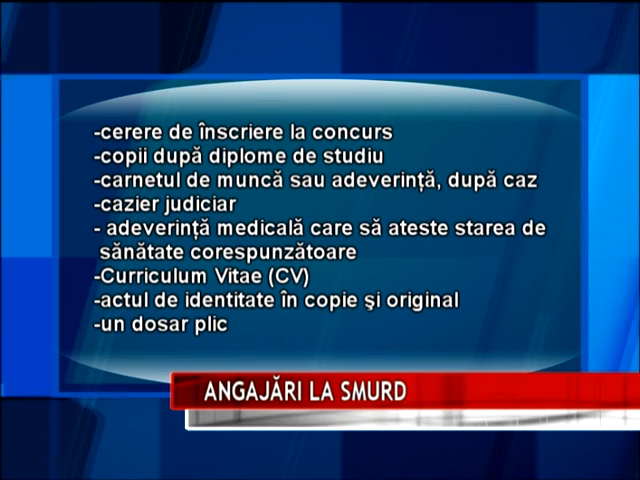 -cerere de înscriere la concurs
-copii după diplome de studiu
-carnetul de muncă sau adeverinţă, după caz
-cazier judiciar
- adeverinţă medicală care să ateste starea de
sănătate corespunzătoare
-Curriculum Vitae (CV)
-actul de identitate în copie şi original
-un dosar plic
ANGAJĂRI LA SMURD